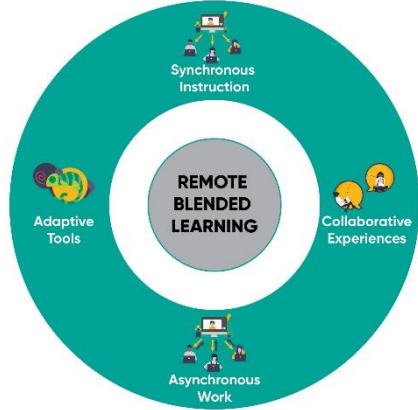 Synchronous
Instruction
Adaptive
Tools
REMOTE
BLENDED
LEARNING
Collaborative
Experiences
Asynchronous
Work